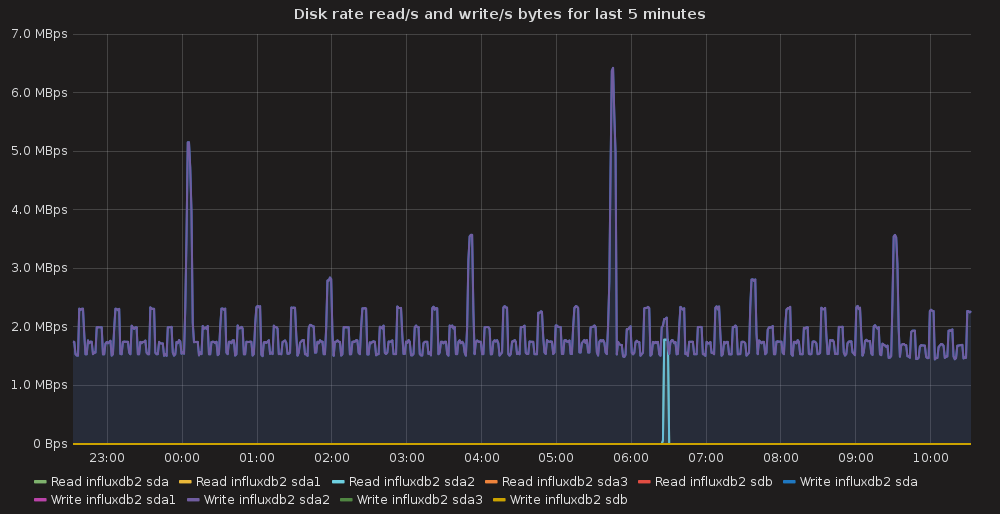 Disk rate read/s and write/s bytes for last 5 minutes
7.0 MBps
6.0 MBps
5.0 MBps
4.0 MBps
3.0 MBps
2.0 MBps
1.0 MBps
0 Bps
23:00 00:00 01:00 02:00 03:00 04:00 05:00 06:00 07:00 08:00 09:00 10:00
Read influxdb2 sda Read influxdb2 sda1 Read influxdb2 sda2 Read influxdb2 sda3 Read influxdb2 sdb Write influxdb2 sda
Write influxdb2 sda1 Write influxdb2 sda2 Write influxdb2 sda3 Write influxdb2 sdb